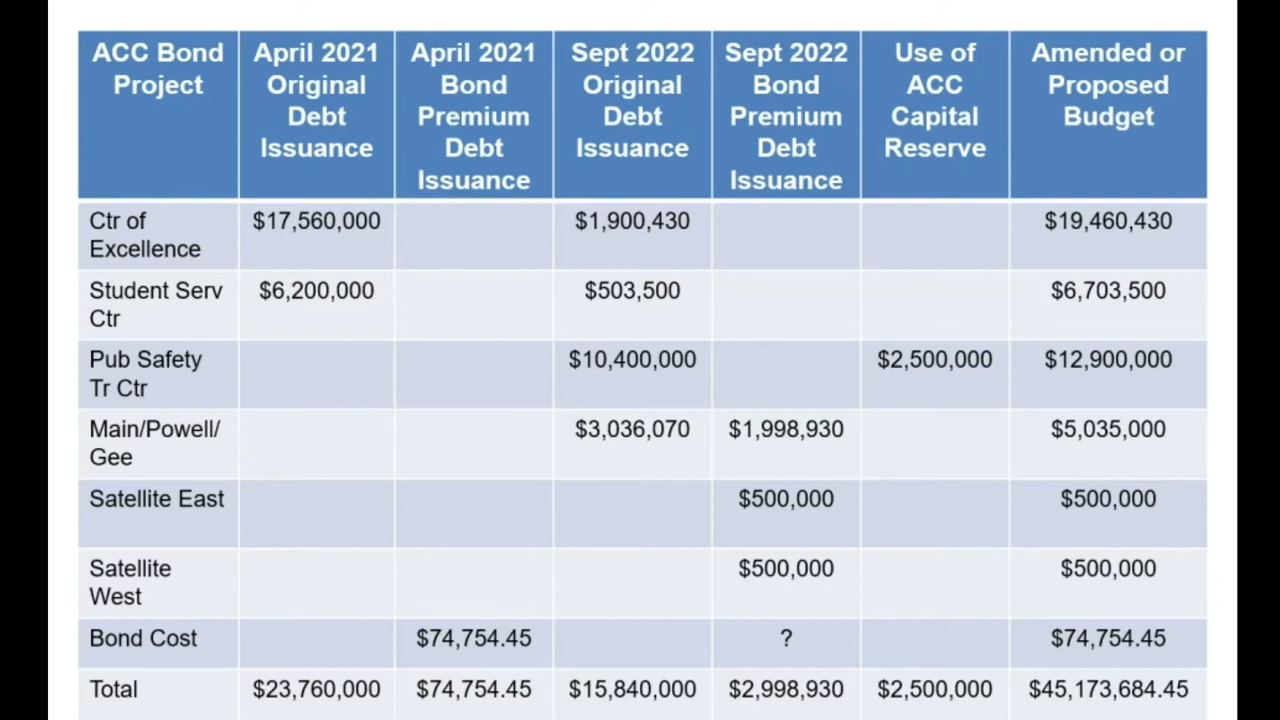 ACC Bond Project
April 2021 Original Debt Issuance
April 2021 Bond Premium Debt Issuance
Sept 2022 Original Debt Issuance
Sept 2022 Bond Premium Debt Issuance
Use of ACC Capital Reserve
Amended or Proposed Budget
Ctr of Excellence $17,560,000 $1,900,430 $19,460,430
Student Serv Ctr $6,200,000 $503,500 $6,703,500
Pub Safety Tr Ctr $10,400,000 $2,500,000 $12,900,000
Main/Powell/ Gee $3,036,070 $1,998,930 $5,035,000
Satellite East $500,000 $500,000
Satellite West $500,000 $500,000
Bond Cost $74,754.45 ? $74,754.45
Total $23,760,000 $74,754.45 $15,840,000 $2,998,930 $2,500,000 $45,173,684.45